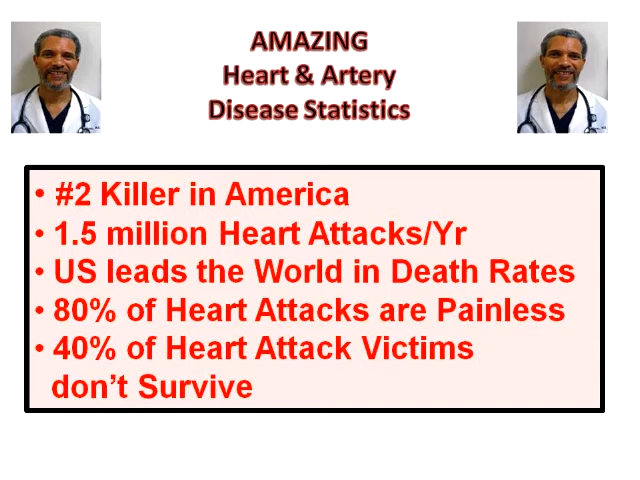 AMAZING
Heart & Artery
Disease Statistics
• #2 Killer in America
• 1.5 million Heart Attacks/Yr
• US leads the World in Death Rates
• 80% of Heart Attacks are Painless
• 40% of Heart Attack Victims
don't Survive